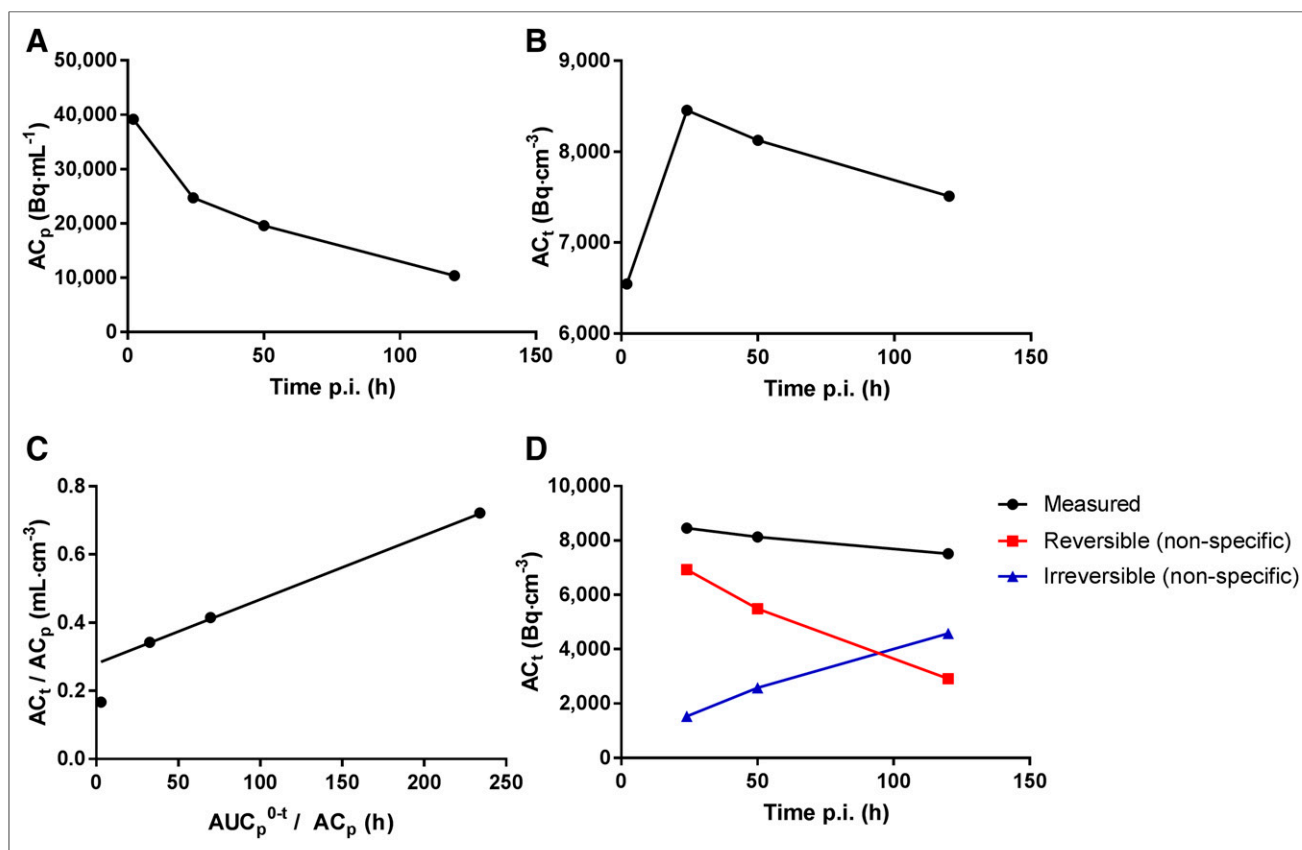 A
50,000
40,000
30,000
20,000
10,000
0
ACp (Bq·mL⁻¹)
0 50 100 150
Time p.i. (h)
B
9,000
8,000
7,000
6,000
ACt (Bq·cm⁻³)
0 50 100 150
Time p.i. (h)
C
0.8
0.6
0.4
0.2
0.0
ACt / ACp (mL·cm⁻³)
0 50 100 150 200 250
AUCp⁰⁻ᵗ / ACp (h)
D
10,000
8,000
6,000
4,000
2,000
0
ACt (Bq·cm⁻³)
0 50 100 150
Time p.i. (h)
Measured
Reversible (non-specific)
Irreversible (non-specific)